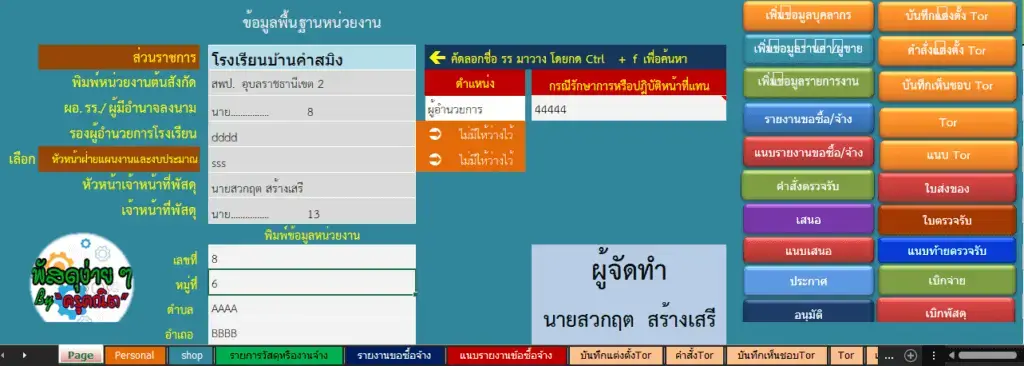 ข้อมูลพื้นฐานหน่วยงาน
ส่วนราชการ
โรงเรียนบ้านคำสมิง
พิมพ์หน่วยงานต้นสังกัด
สพป. อุบลราชธานีเขต 2
ผอ. รร./ ผู้มีอำนาจลงนาม
นาย................ 8
รองผู้อำนวยการโรงเรียน
dddd
เลือก
หัวหน้าฝ่ายแผนงานและงบประมาณ
sss
หัวหน้าเจ้าหน้าที่พัสดุ
นายสวกฤต สร้างเสรี
เจ้าหน้าที่พัสดุ
นาย................ 13
คัดลอกชื่อ รร มาวาง โดยกด Ctrl + f เพื่อค้นหา
ตำแหน่ง
กรณีรักษาการหรือปฏิบัติหน้าที่แทน
ผู้อำนวยการ
44444
ไม่มีให้ว่างไว้
ไม่มีให้ว่างไว้
พิมพ์ข้อมูลหน่วยงาน
เลขที่
8
หมู่ที่
6
ตำบล
AAAA
อำเภอ
BBBB
พัสดุง่าย ๆ
By "ครูคณิต"
ผู้จัดทำ
นายสวกฤต สร้างเสรี
เพิ่มข้อมูลบุคลากร
บันทึกแต่งตั้ง Tor
เพิ่มข้อมูลร้านค้า/ผู้ขาย
คำสั่งแต่งตั้ง Tor
เพิ่มข้อมูลรายการงาน
บันทึกเห็นชอบ Tor
รายงานขอซื้อ/จ้าง
Tor
แนบรายงานขอซื้อ/จ้าง
แนบ Tor
คำสั่งตรวจรับ
ใบส่งของ
เสนอ
ใบตรวจรับ
แนบเสนอ
แนบท้ายตรวจรับ
ประกาศ
เบิกจ่าย
อนุมัติ
เบิกพัสดุ
Page
Personal
shop
รายการวัสดุหรืองานจ้าง
รายงานขอซื้อจ้าง
แนบรายงานข้อซื้อจ้าง
บันทึกแต่งตั้งTor
คำสั่งTor
บันทึกเห็นชอบTor
Tor
...